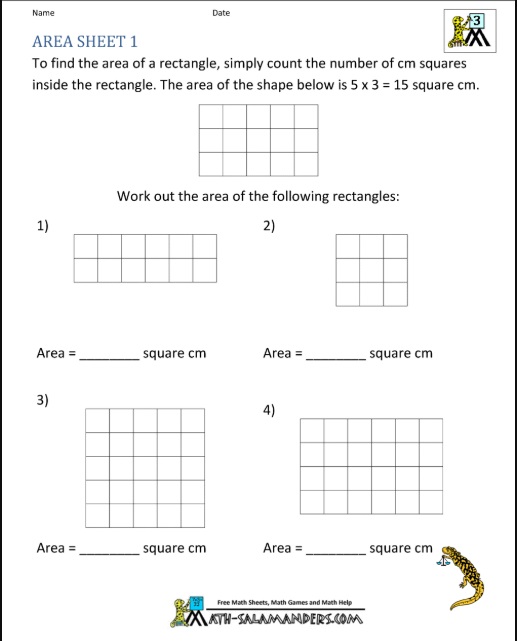 Name Date
3
AREA SHEET 1
To find the area of a rectangle, simply count the number of cm squares
inside the rectangle. The area of the shape below is 5 x 3 = 15 square cm.
Work out the area of the following rectangles:
1) 2)
Area = ________ square cm Area = ________ square cm
3) 4)
Area = ________ square cm Area = ________ square cm
Free Math Sheets, Math Games and Math Help
MATH-SALAMANDERS.COM